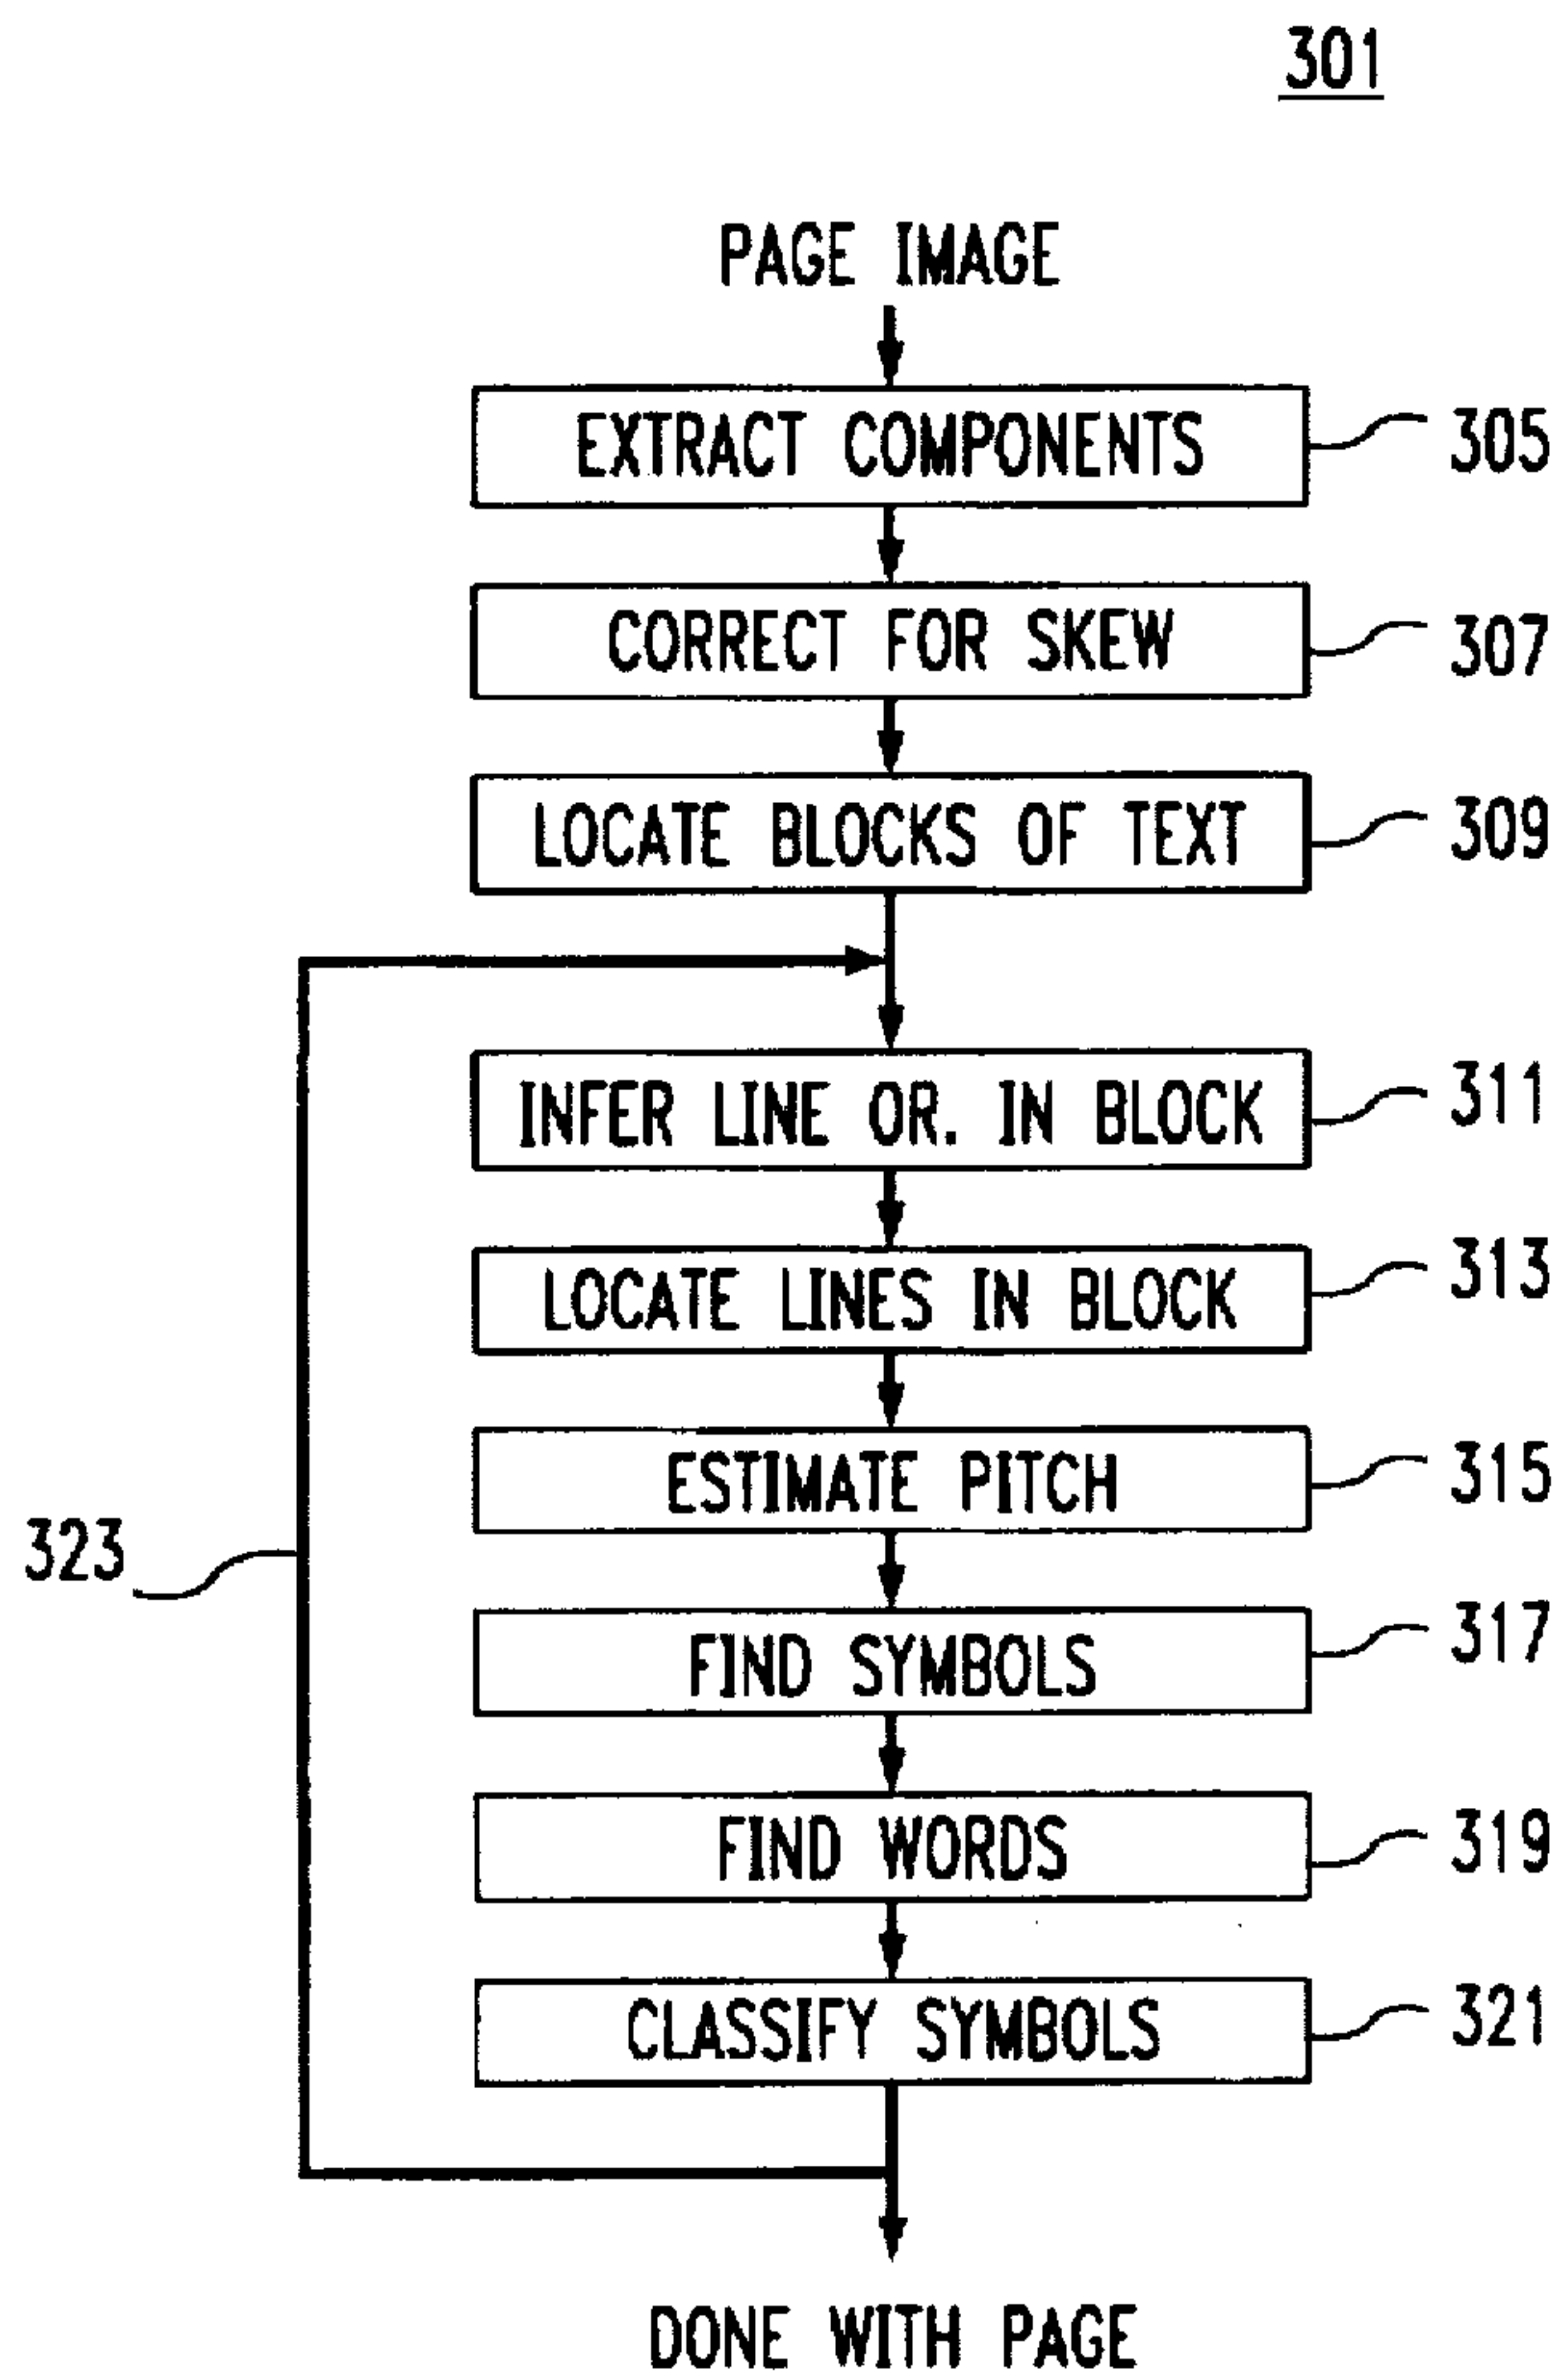 301
PAGE IMAGE
EXTRACT COMPONENTS 305
CORRECT FOR SKEW 307
LOCATE BLOCKS OF TEXT 309
INFER LINE OR. IN BLOCK 311
LOCATE LINES IN BLOCK 313
ESTIMATE PITCH 315
323
FIND SYMBOLS 317
FIND WORDS 319
CLASSIFY SYMBOLS 321
DONE WITH PAGE